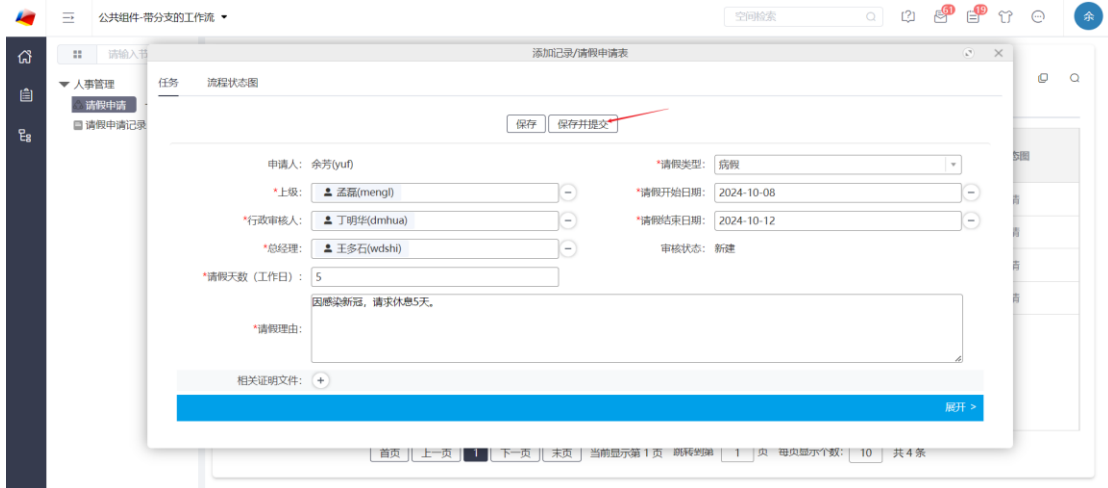 公共组件-带分支的工作流
空间检索
61
19
余
请输入节
添加记录/请假申请表
人事管理
请假申请
请假申请记录
任务 流程状态图
保存 保存并提交
申请人: 余芳(yuf) *请假类型: 病假
*上级: 孟磊(mengl) *请假开始日期: 2024-10-08
*行政审核人: 丁明华(dmhua) *请假结束日期: 2024-10-12
*总经理: 王多石(wdshi) 审核状态: 新建
*请假天数（工作日）: 5
*请假理由: 因感染新冠，请求休息5天。
相关证明文件:
展开 >
态图
首页 上一页 1 下一页 末页 当前显示第 1 页 跳转到第 1 页 每页显示个数: 10 共 4 条